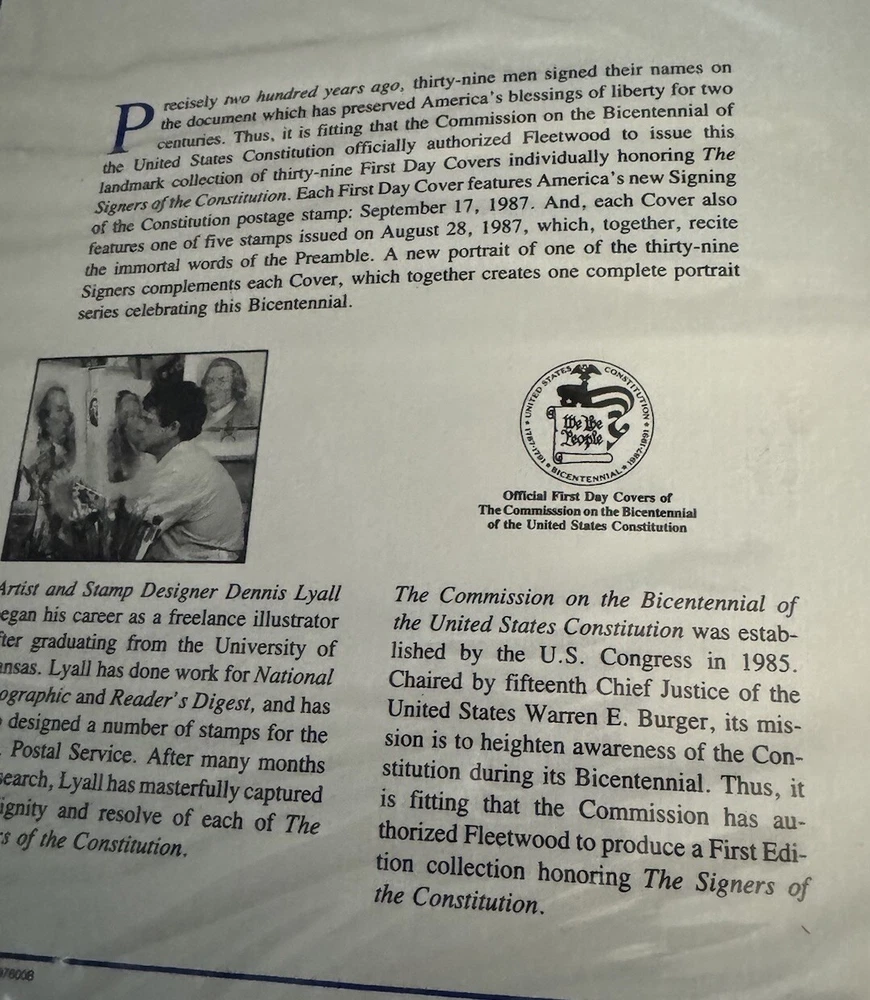 Precisely two hundred years ago, thirty-nine men signed their names on
the document which has preserved America's blessings of liberty for two
centuries. Thus, it is fitting that the Commission on the Bicentennial of
the United States Constitution officially authorized Fleetwood to issue this
landmark collection of thirty-nine First Day Covers individually honoring The
Signers of the Constitution. Each First Day Cover features America's new Signing
of the Constitution postage stamp: September 17, 1987. And, each Cover also
features one of five stamps issued on August 28, 1987, which, together, recite
the immortal words of the Preamble. A new portrait of one of the thirty-nine
Signers complements each Cover, which together creates one complete portrait
series celebrating this Bicentennial.
UNITED STATES CONSTITUTION
1787-1791 ★ BICENTENNIAL ★ 1987-1991
We the
People
Official First Day Covers of
The Commisssion on the Bicentennial
of the United States Constitution
Artist and Stamp Designer Dennis Lyall
egan his career as a freelance illustrator
ter graduating from the University of
ansas. Lyall has done work for National
ographic and Reader's Digest, and has
designed a number of stamps for the
. Postal Service. After many months
search, Lyall has masterfully captured
ignity and resolve of each of The
s of the Constitution.
The Commission on the Bicentennial of
the United States Constitution was estab-
lished by the U.S. Congress in 1985.
Chaired by fifteenth Chief Justice of the
United States Warren E. Burger, its mis-
sion is to heighten awareness of the Con-
stitution during its Bicentennial. Thus, it
is fitting that the Commission has au-
thorized Fleetwood to produce a First Edi-
tion collection honoring The Signers of
the Constitution.